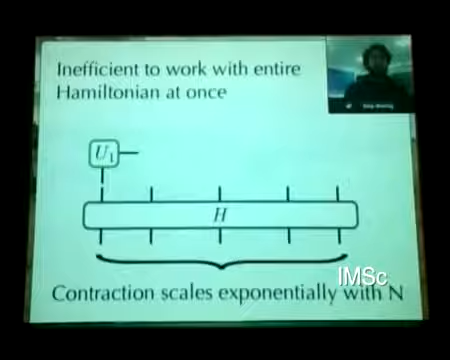 Inefficient to work with entire
Hamiltonian at once
U1
H
IMSc
Contraction scales exponentially with N